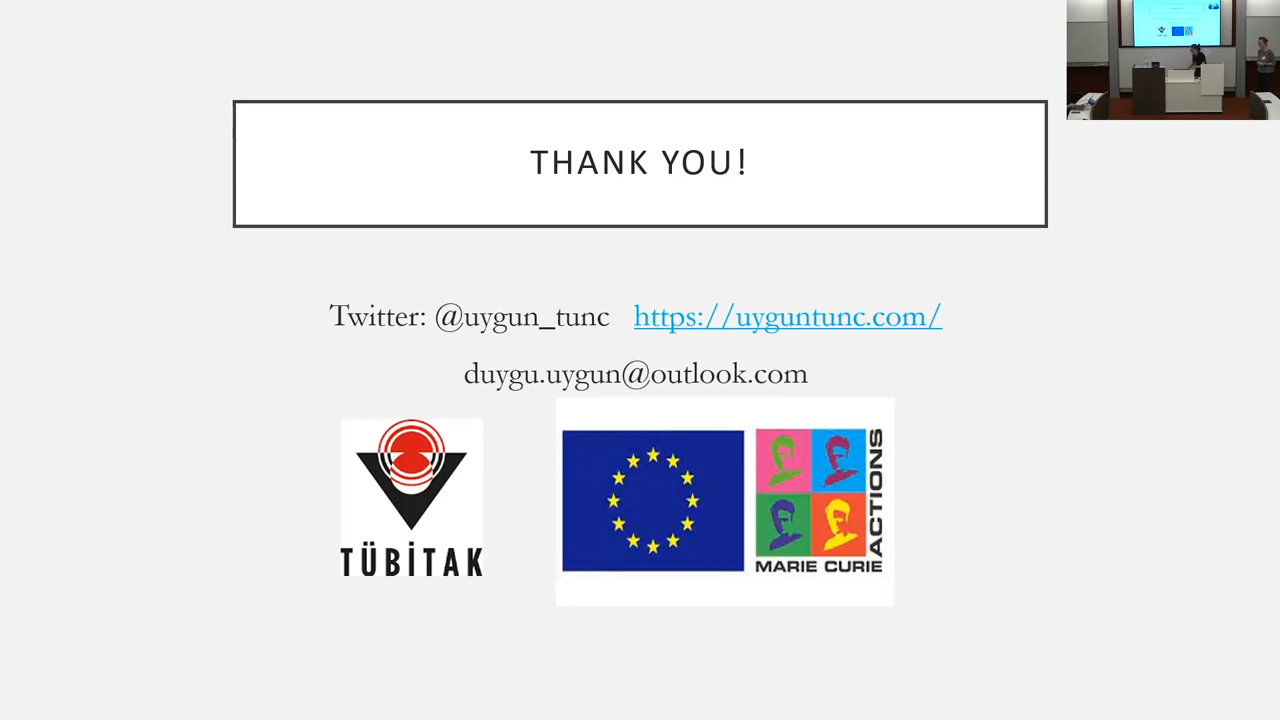 THANK YOU!
Twitter: @uygun_tunc https://uyguntunc.com/
duygu.uygun@outlook.com
TÜBİTAK
MARIE CURIE
ACTIONS